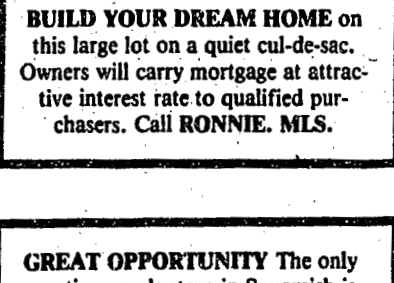 BUILD YOUR DREAM HOME on
this large lot on a quiet cul-de-sac.
Owners will carry mortgage at attrac-
tive interest rate to qualified pur-
chasers. Call RONNIE. MLS.
GREAT OPPORTUNITY The only